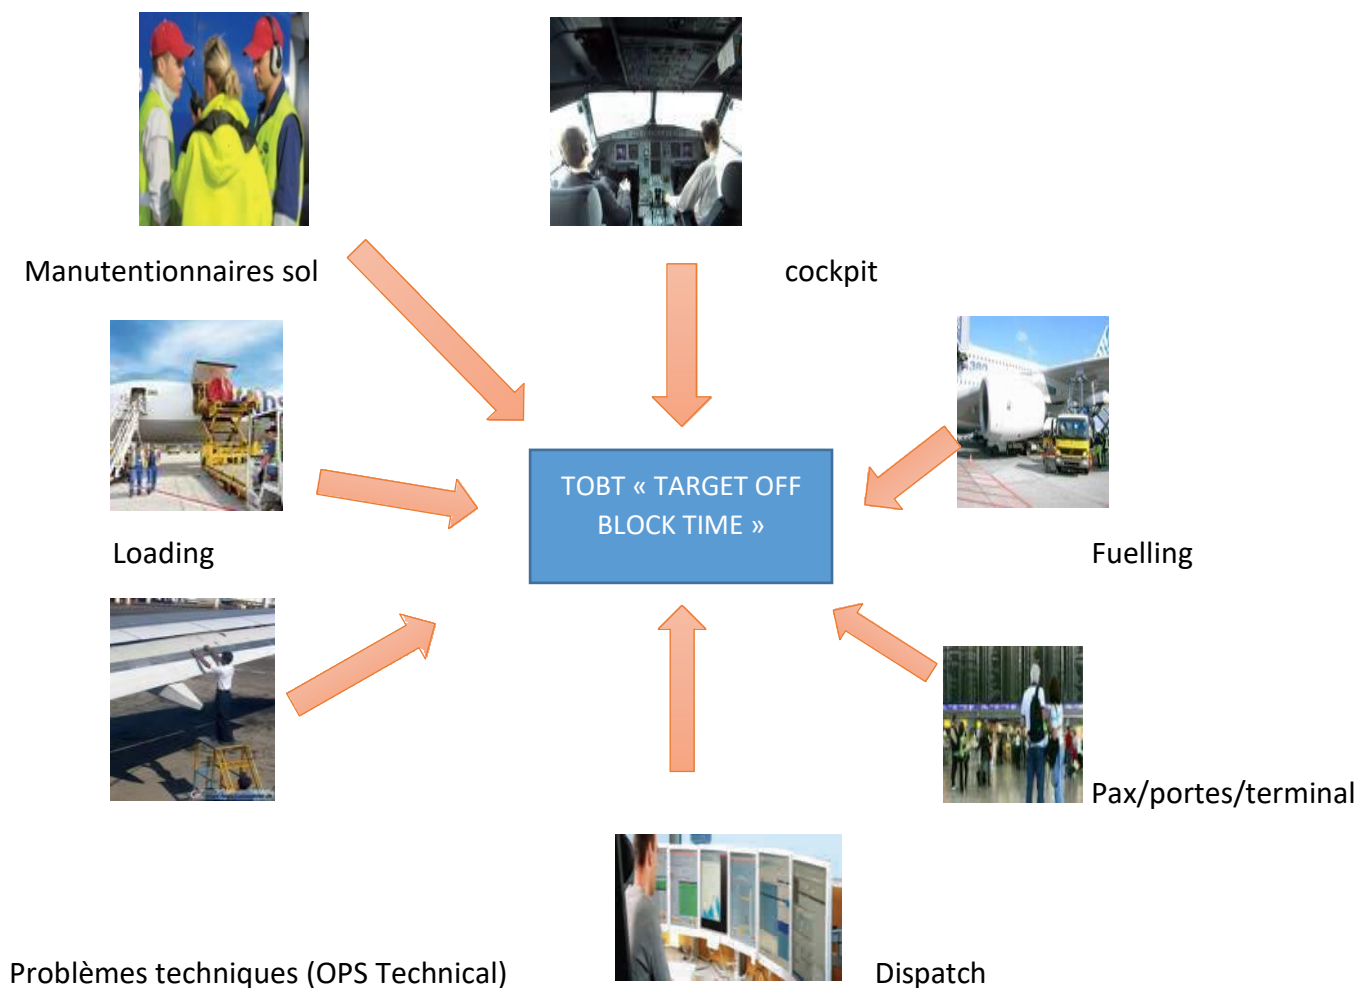 Manutentionnaires sol
cockpit
Loading
TOBT « TARGET OFF
BLOCK TIME »
Fuelling
Pax/portes/terminal
Problèmes techniques (OPS Technical)
Dispatch